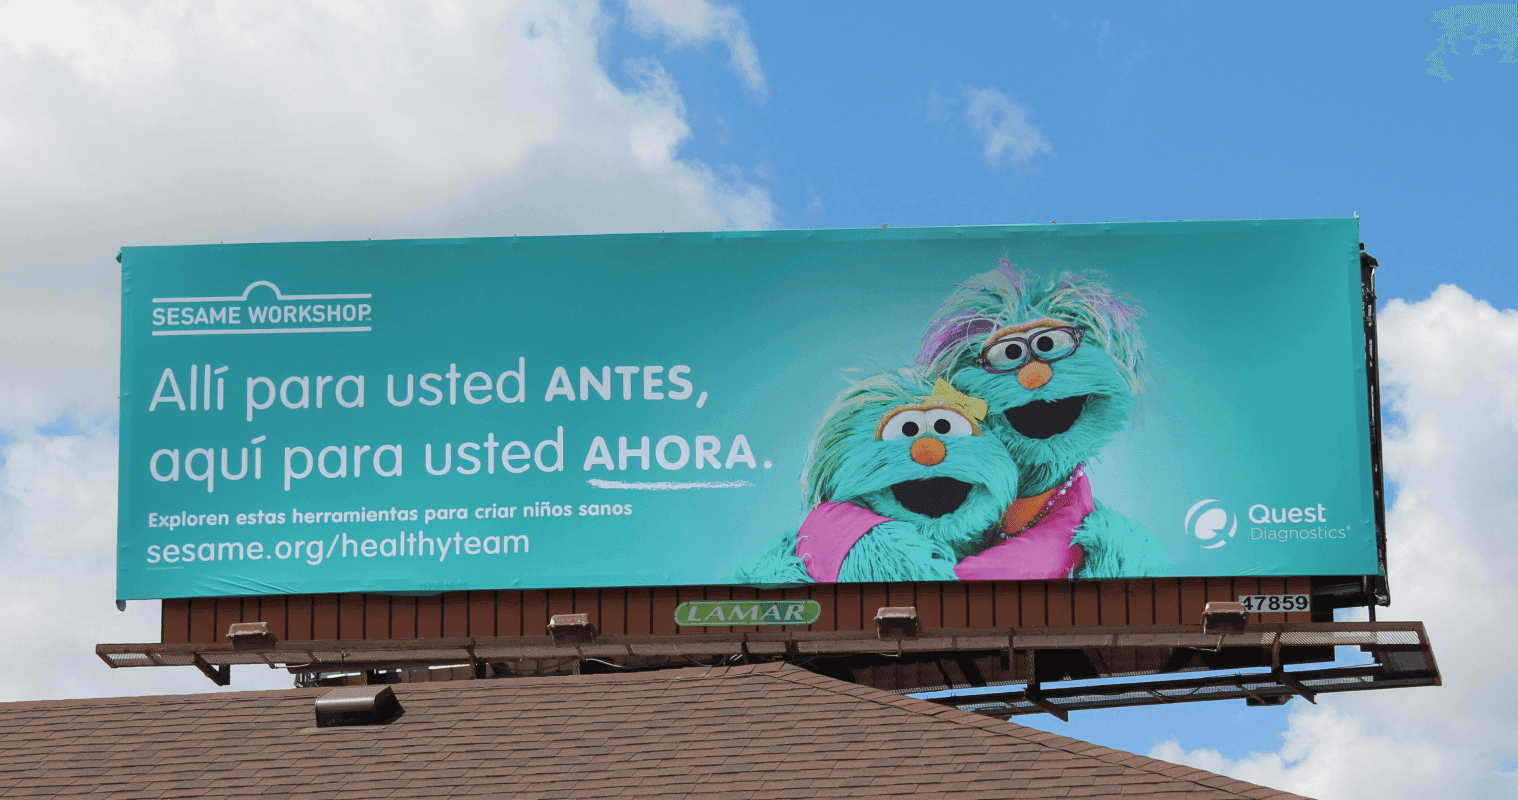 SESAME WORKSHOP™
Allí para usted ANTES,
aquí para usted AHORA.
Exploren estas herramientas para criar niños sanos
sesame.org/healthyteam
Quest
Diagnostics®
LAMAR
47859